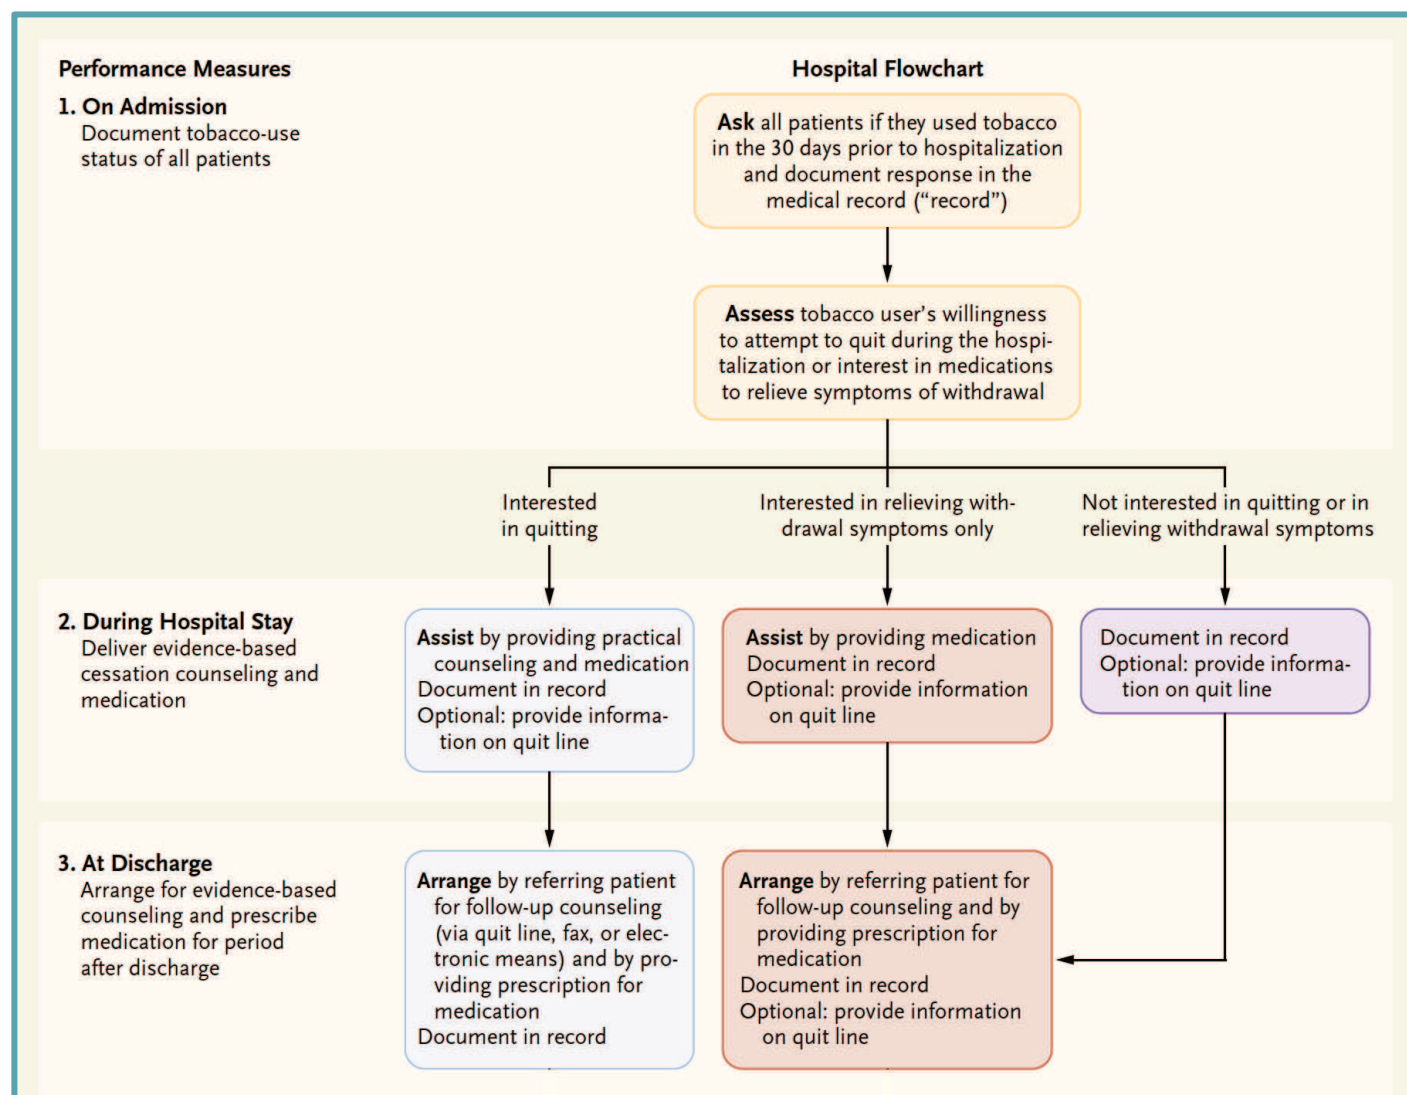 Performance Measures
Hospital Flowchart
1. On Admission
Document tobacco-use
status of all patients
Ask all patients if they used tobacco
in the 30 days prior to hospitalization
and document response in the
medical record (“record”)
Assess tobacco user’s willingness
to attempt to quit during the hospi-
talization or interest in medications
to relieve symptoms of withdrawal
Interested
in quitting
Interested in relieving with-
drawal symptoms only
Not interested in quitting or in
relieving withdrawal symptoms
2. During Hospital Stay
Deliver evidence-based
cessation counseling and
medication
Assist by providing practical
counseling and medication
Document in record
Optional: provide informa-
tion on quit line
Assist by providing medication
Document in record
Optional: provide information
on quit line
Document in record
Optional: provide informa-
tion on quit line
3. At Discharge
Arrange for evidence-based
counseling and prescribe
medication for period
after discharge
Arrange by referring patient
for follow-up counseling
(via quit line, fax, or elec-
tronic means) and by pro-
viding prescription for
medication
Document in record
Arrange by referring patient for
follow-up counseling and by
providing prescription for
medication
Document in record
Optional: provide information
on quit line